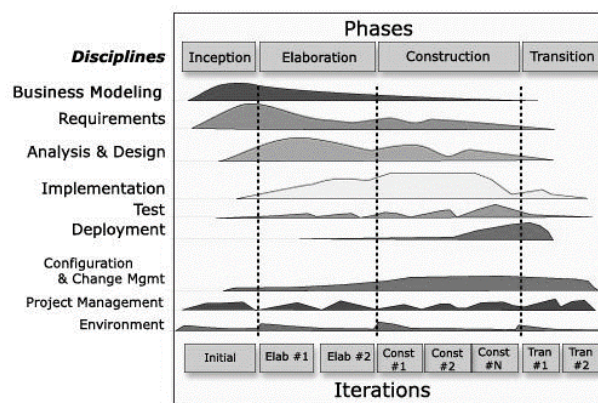 Phases
Disciplines Inception Elaboration Construction Transition
Business Modeling
Requirements
Analysis & Design
Implementation
Test
Deployment
Configuration
& Change Mgmt
Project Management
Environment
Initial Elab #1 Elab #2 Const #1 Const #2 Const #N Tran #1 Tran #2
Iterations